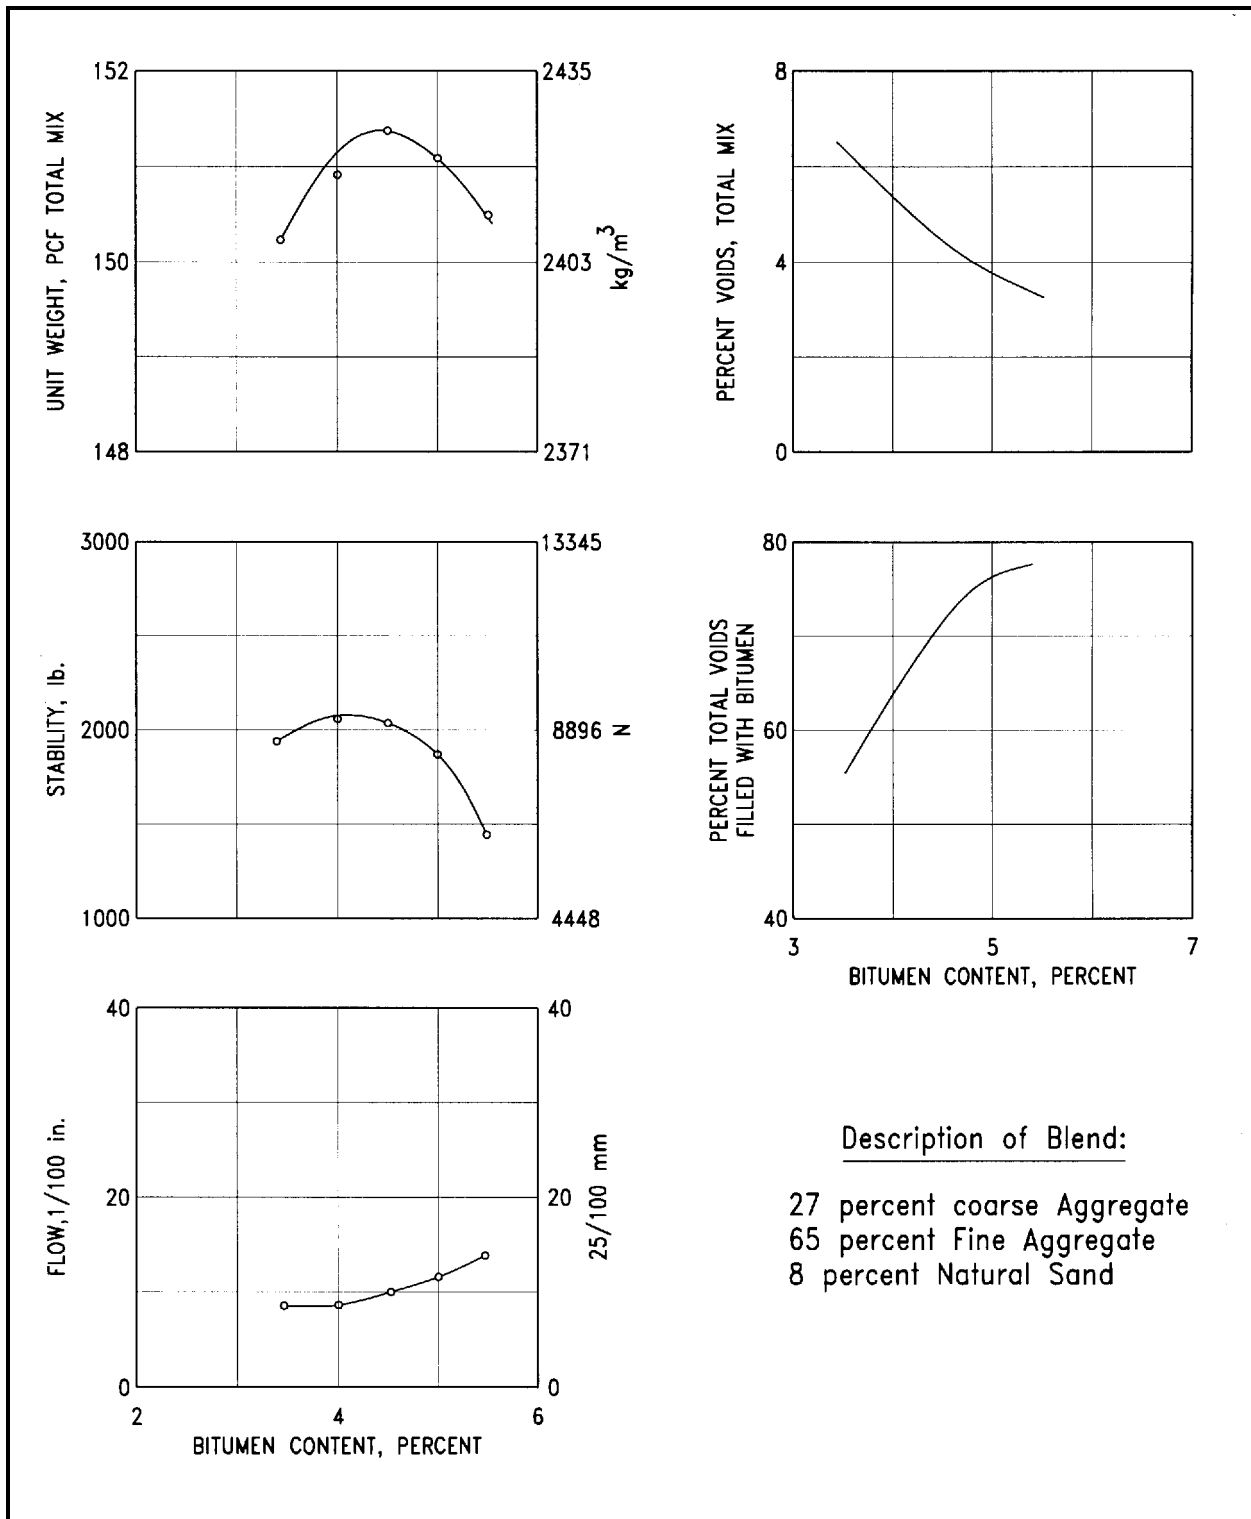 UNIT WEIGHT, PCF TOTAL MIX
152
150
148
2435
2403
2371
kg/m³
PERCENT VOIDS, TOTAL MIX
8
4
0
STABILITY, lb.
3000
2000
1000
13345
8896
4448
N
PERCENT TOTAL VOIDS
FILLED WITH BITUMEN
80
60
40
3 5 7
BITUMEN CONTENT, PERCENT
FLOW,1/100 in.
40
20
0
40
20
0
25/100 mm
2 4 6
BITUMEN CONTENT, PERCENT
Description of Blend:
27 percent coarse Aggregate
65 percent Fine Aggregate
8 percent Natural Sand